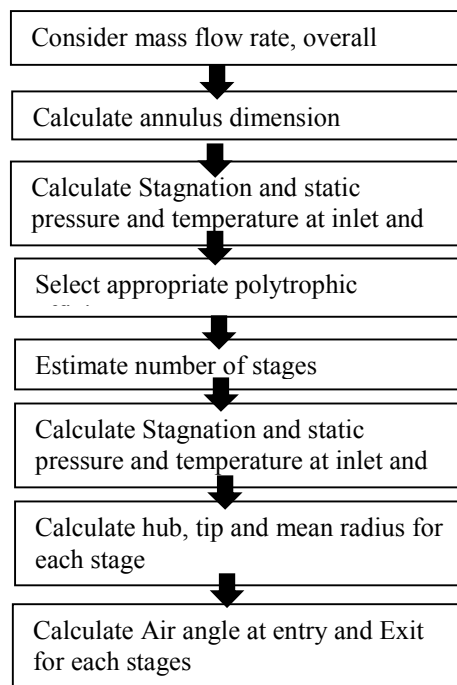 Consider mass flow rate, overall
Calculate annulus dimension
Calculate Stagnation and static
pressure and temperature at inlet and
Select appropriate polytrophic
Estimate number of stages
Calculate Stagnation and static
pressure and temperature at inlet and
Calculate hub, tip and mean radius for
each stage
Calculate Air angle at entry and Exit
for each stages